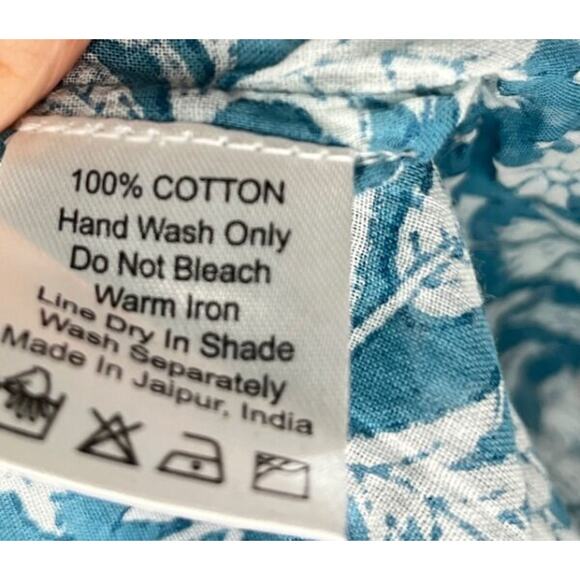 100% COTTON
Hand Wash Only
Do Not Bleach
Warm Iron
Line Dry In Shade
Wash Separately
Made In Jaipur, India